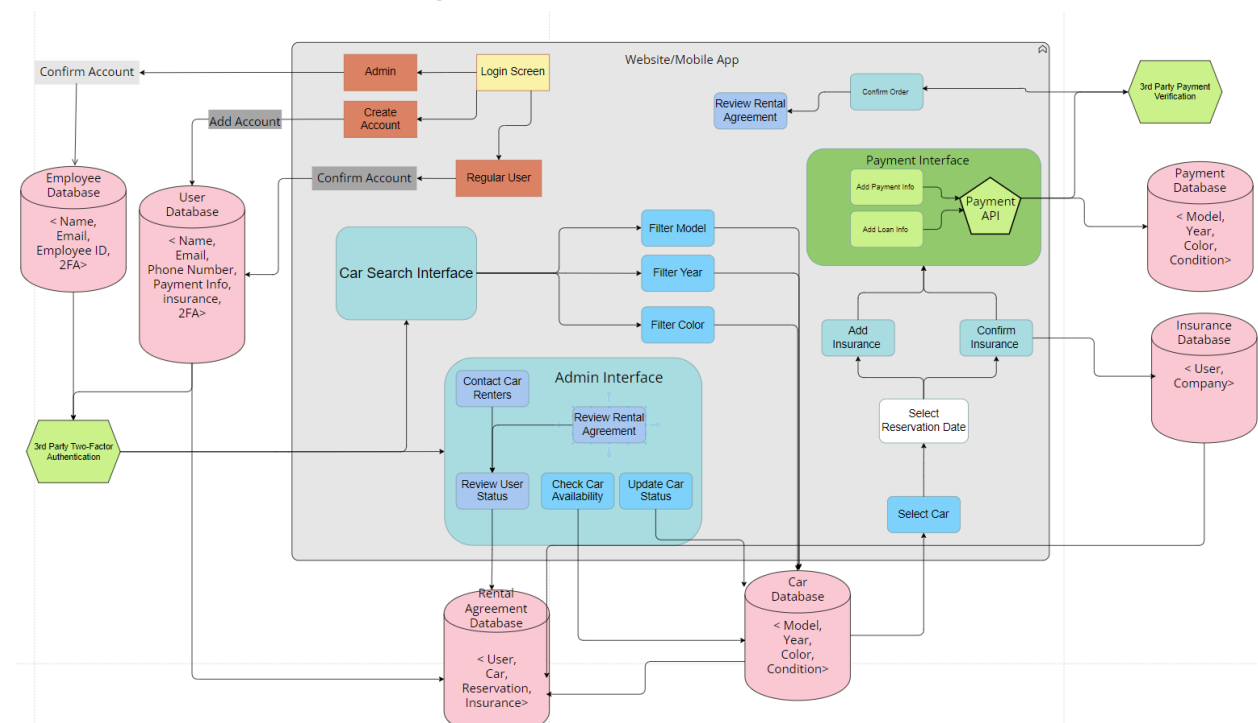 Website/Mobile App
Confirm Account
Admin
Login Screen
Confirm Order
3rd Party Payment
Verification
Review Rental
Agreement
Add Account
Create
Account
Confirm Account
Regular User
Employee
Database
< Name,
Email,
Employee ID,
2FA>
User
Database
< Name,
Email,
Phone Number,
Payment Info,
insurance,
2FA>
Payment Interface
Add Payment Info
Add Loan Info
Payment
API
Payment
Database
< Model,
Year,
Color,
Condition>
Car Search Interface
Filter Model
Filter Year
Filter Color
Add
Insurance
Confirm
Insurance
Insurance
Database
< User,
Company>
Admin Interface
Contact Car
Renters
Review Rental
Agreement
Select
Reservation Date
3rd Party Two-Factor
Authentication
Review User
Status
Check Car
Availability
Update Car
Status
Select Car
Rental
Agreement
Database
< User,
Car,
Reservation,
Insurance>
Car
Database
< Model,
Year,
Color,
Condition>